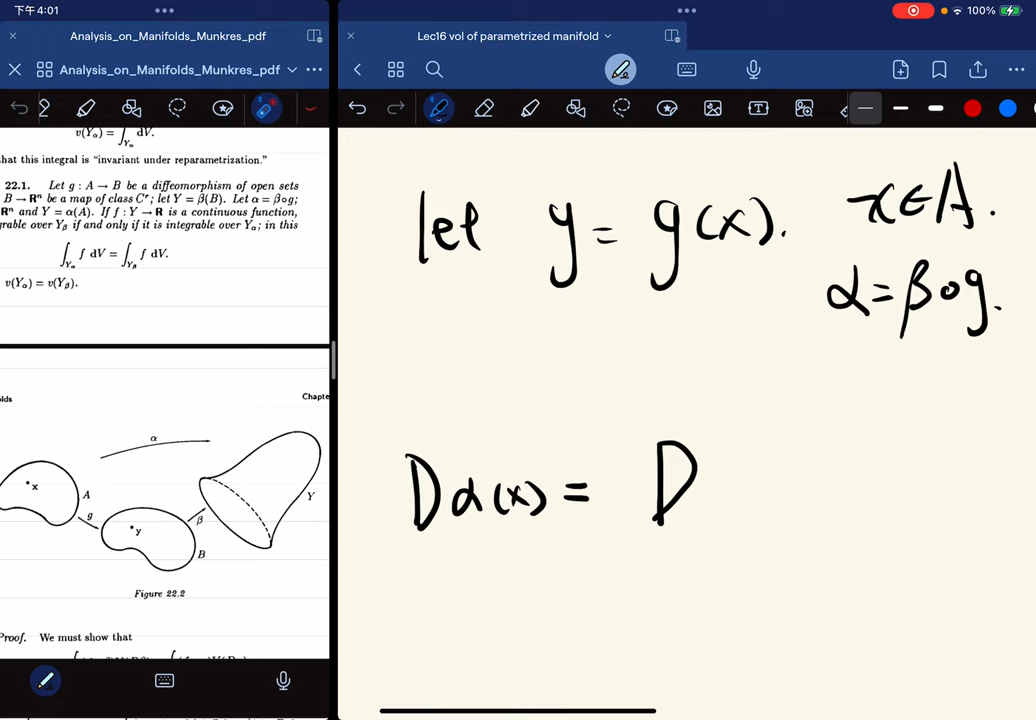 下午 4:01
100%
Analysis_on_Manifolds_Munkres_pdf
Lec16 vol of parametrized manifold
Analysis_on_Manifolds_Munkres_pdf
v(Yα) = ∫Yα dV.
that this integral is “invariant under reparametrization.”
22.1. Let g : A → B be a diffeomorphism of open sets
B → Rⁿ be a map of class Cʳ; let Y = β(B). Let α = β∘g;
Rⁿ and Y = α(A). If f : Y → R is a continuous function,
grable over Yβ if and only if it is integrable over Yα; in this
∫Yα f dV = ∫Yβ f dV.
v(Yα) = v(Yβ).
olds
Chapte
α
x
A
g
y
β
B
Y
Figure 22.2
Proof. We must show that
let y = g(x). x ∈ A.
α = β∘g.
Dα(x) = D